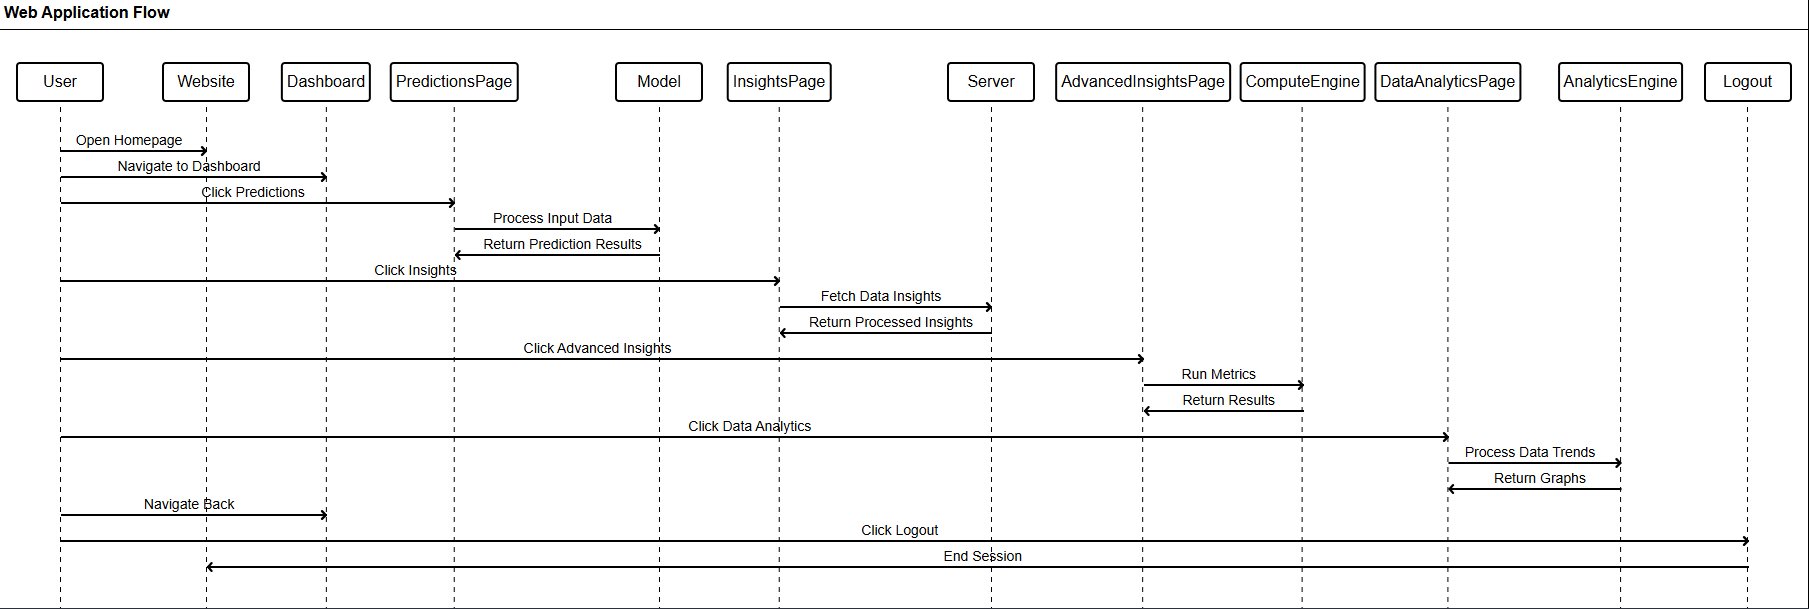 Web Application Flow
User
Website
Dashboard
PredictionsPage
Model
InsightsPage
Server
AdvancedInsightsPage
ComputeEngine
DataAnalyticsPage
AnalyticsEngine
Logout
Open Homepage
Navigate to Dashboard
Click Predictions
Process Input Data
Return Prediction Results
Click Insights
Fetch Data Insights
Return Processed Insights
Click Advanced Insights
Run Metrics
Return Results
Click Data Analytics
Process Data Trends
Return Graphs
Navigate Back
Click Logout
End Session